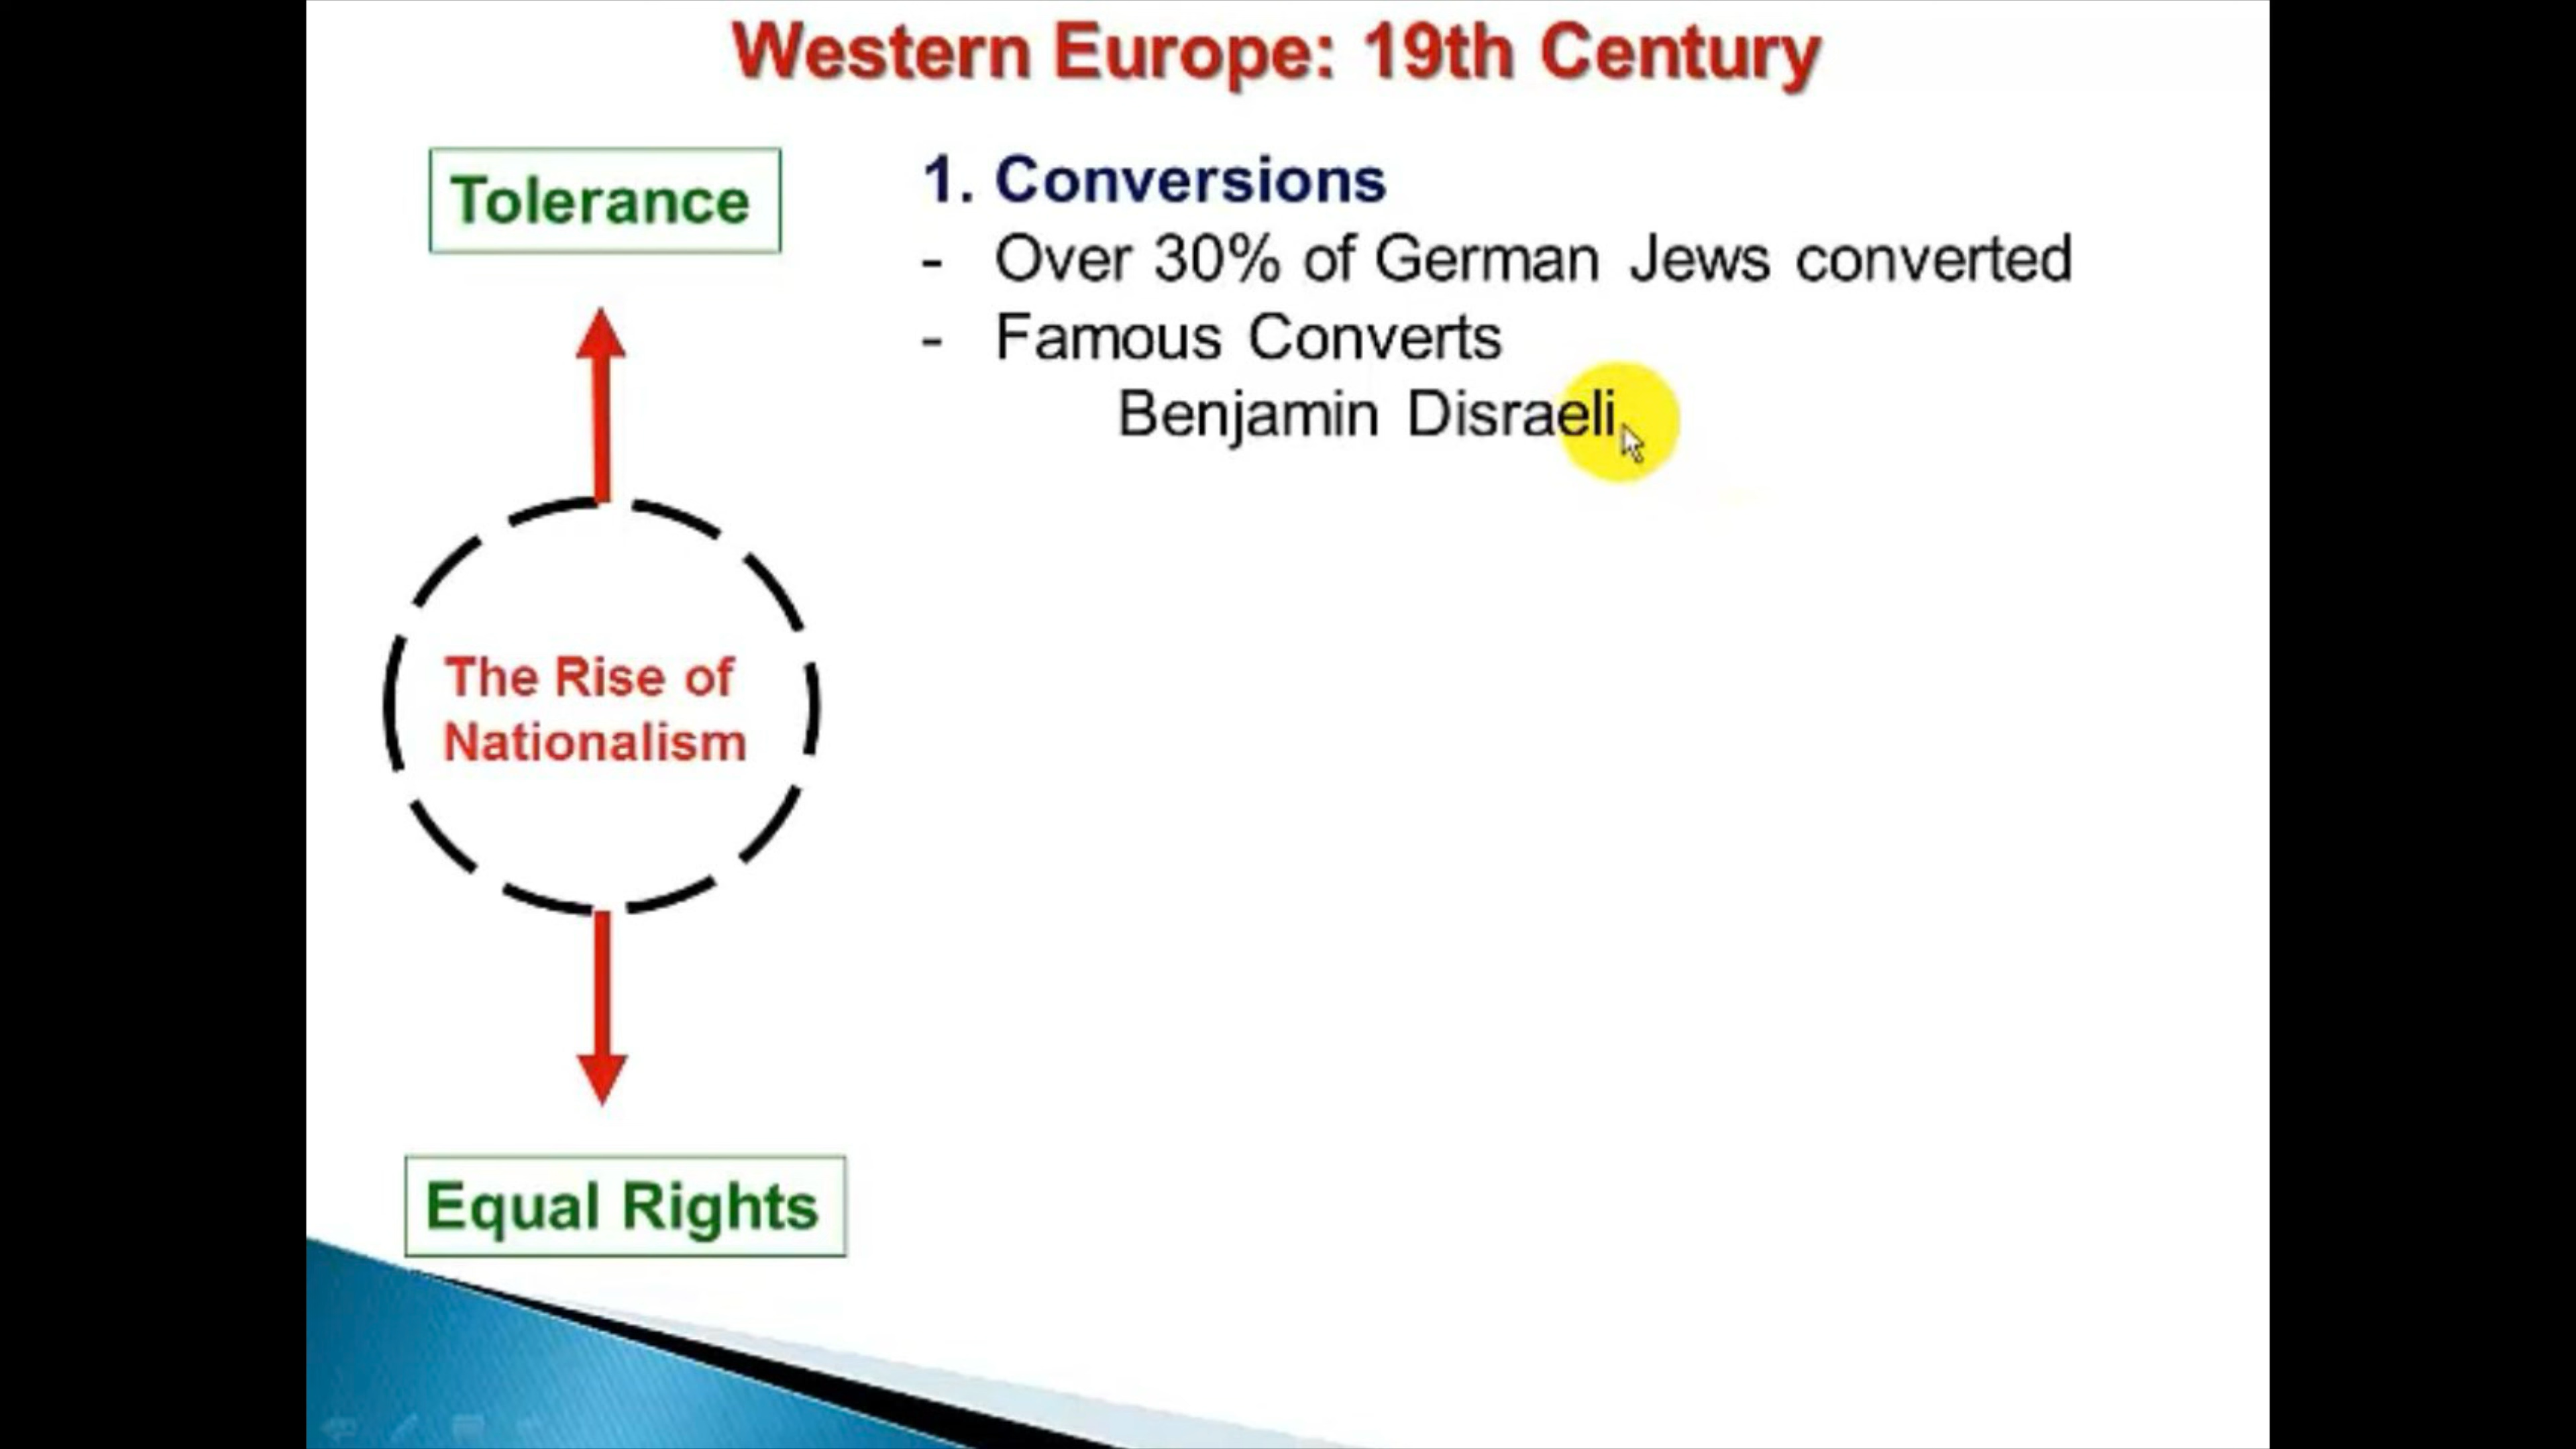 Western Europe: 19th Century
Tolerance
The Rise of
Nationalism
Equal Rights
1. Conversions
- Over 30% of German Jews converted
- Famous Converts
Benjamin Disraeli